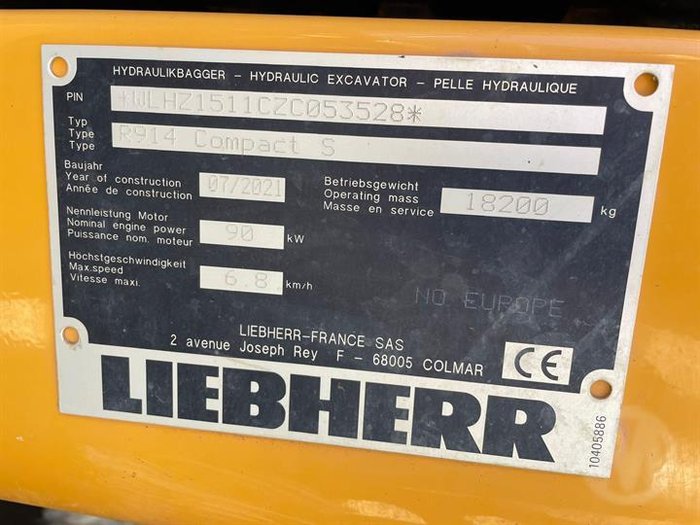 HYDRAULIKBAGGER – HYDRAULIC EXCAVATOR – PELLE HYDRAULIQUE
PIN *WLHZ1511CZC053528*
Typ
Type R914 Compact S
Type
Baujahr
Year of construction 07/2021
Année de construction
Betriebsgewicht
Operating mass 18200 kg
Masse en service
Nennleistung Motor
Nominal engine power 90 kW
Puissance nom. moteur
Höchstgeschwindigkeit
Max.speed 6.8 km/h
Vitesse maxi.
NO EUROPE
LIEBHERR–FRANCE SAS
2 avenue Joseph Rey F – 68005 COLMAR
CE
LIEBHERR
10405886